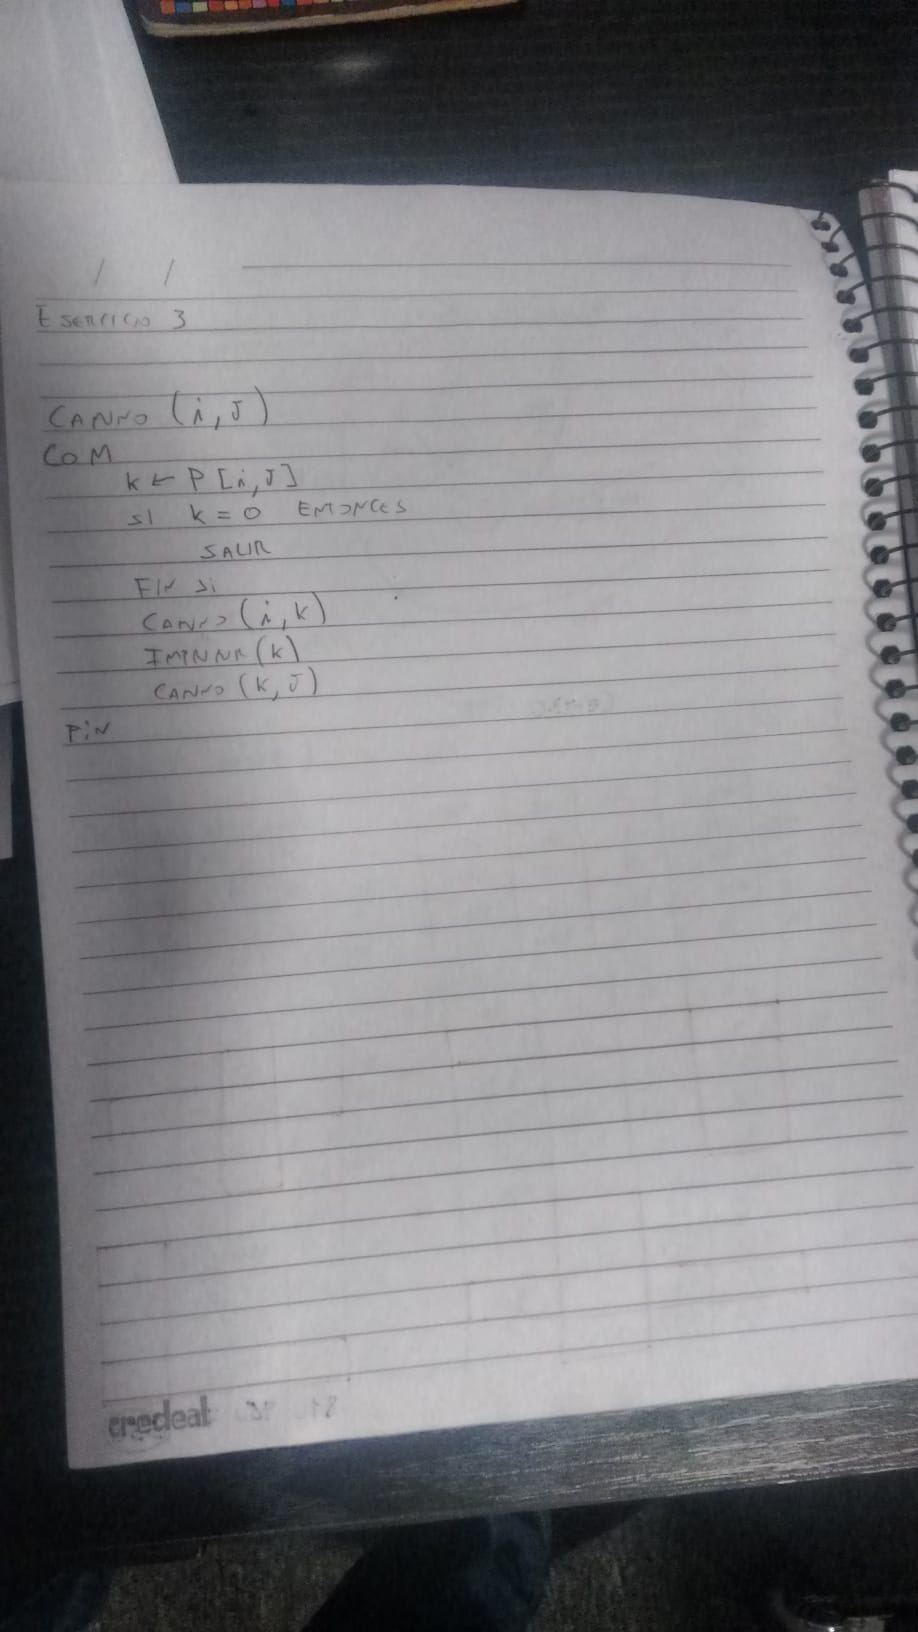 / /
EJERCICIO 3
CAMINO (i, J)
COM
k ← P [i, J]
SI k = 0 ENTONCES
SALIR
FIN SI
CAMINO (i, k)
IMPRIMIR (k)
CAMINO (k, J)
FIN
credeal